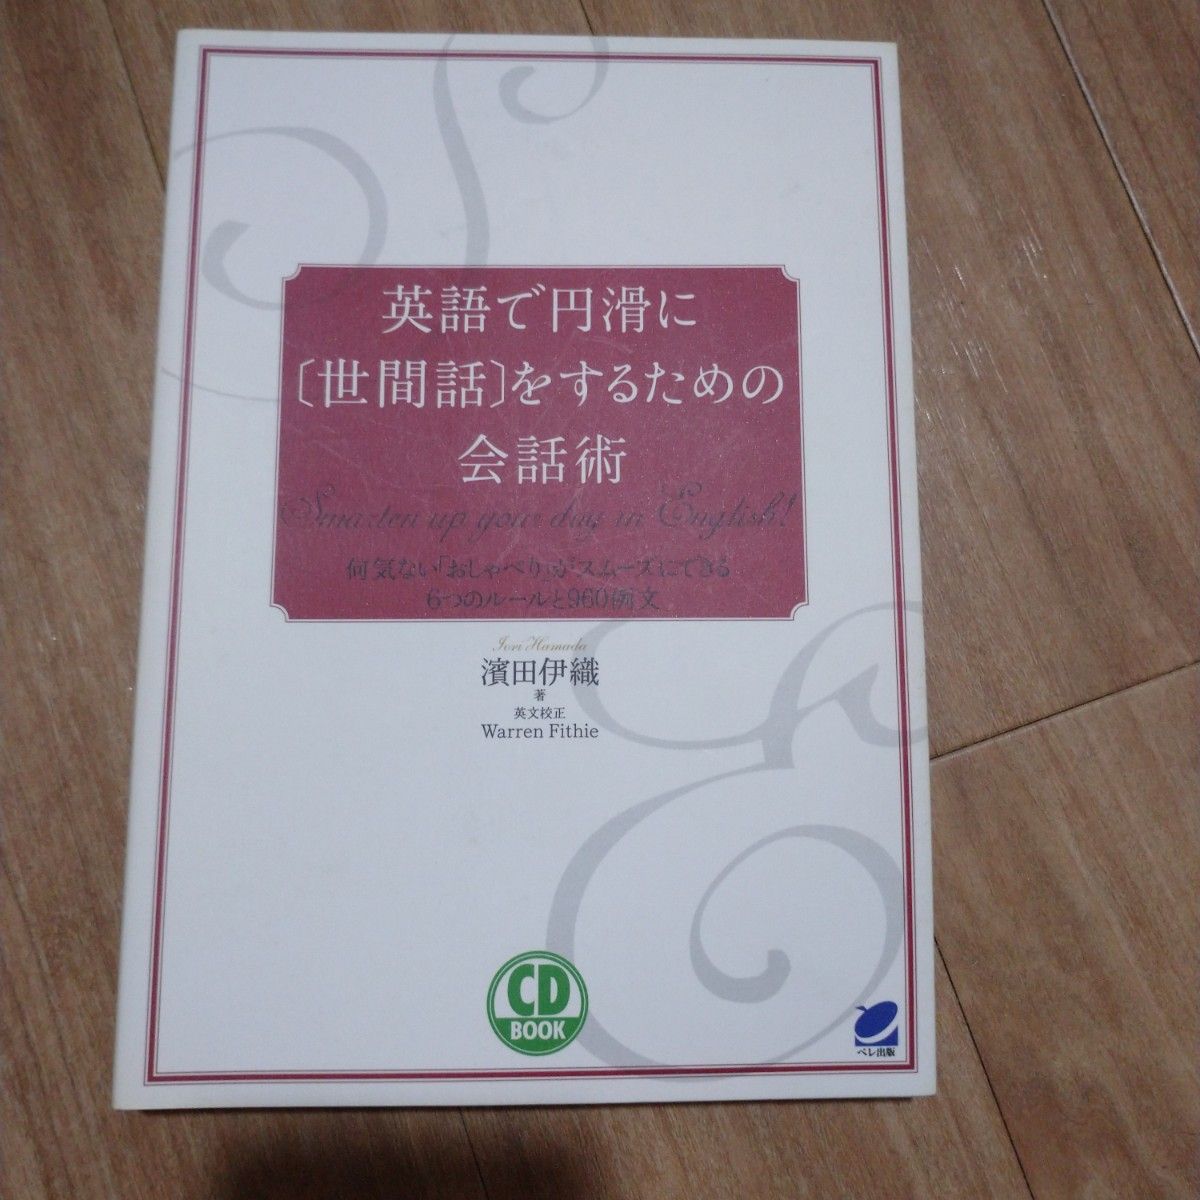 英語で円滑に
〔世間話〕をするための
会話術
Smarten up your day in English!
何気ない「おしゃべり」がスムーズにできる
6つのルールと960例文
Iori Hamada
濱田伊織
著
英文校正
Warren Fithie
CD
BOOK
ベレ出版